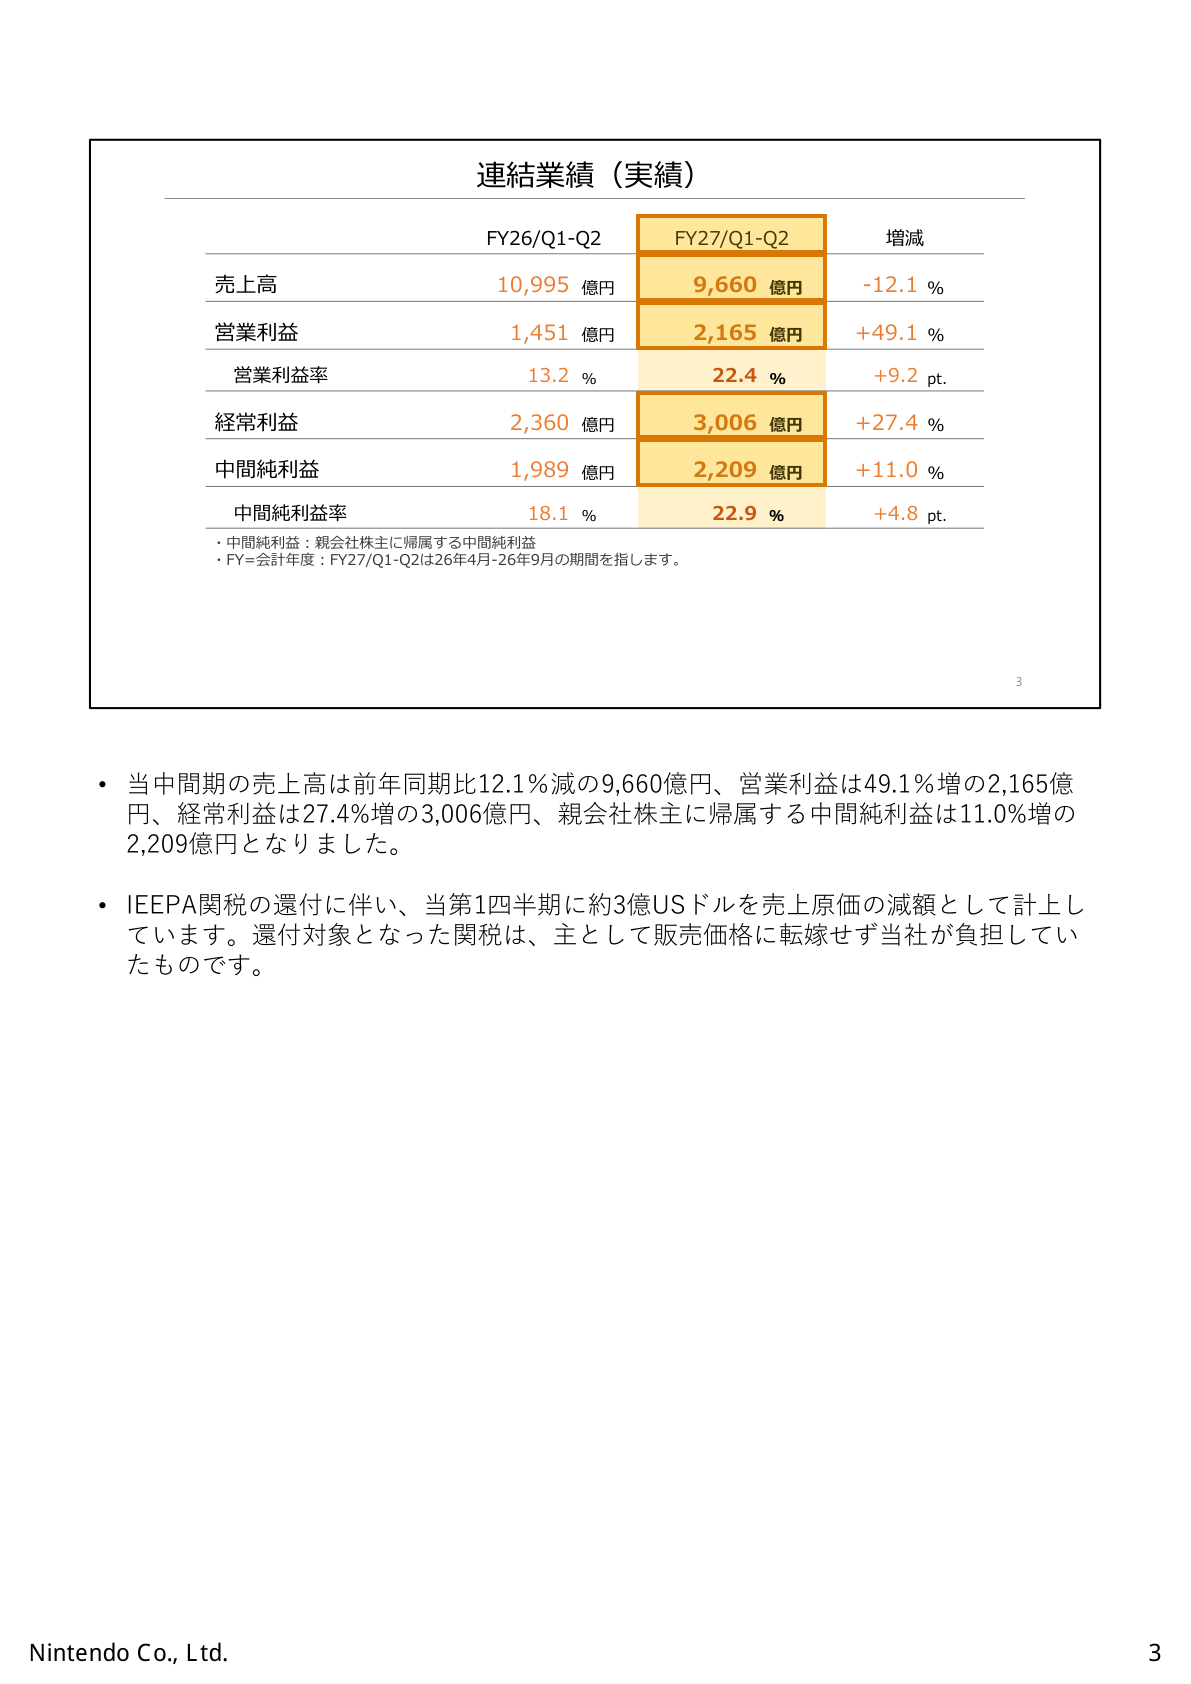 連結業績（実績）
FY26/Q1-Q2 FY27/Q1-Q2 増減
売上高 10,995 億円 9,660 億円 -12.1 %
営業利益 1,451 億円 2,165 億円 +49.1 %
営業利益率 13.2 % 22.4 % +9.2 pt.
経常利益 2,360 億円 3,006 億円 +27.4 %
中間純利益 1,989 億円 2,209 億円 +11.0 %
中間純利益率 18.1 % 22.9 % +4.8 pt.
・中間純利益：親会社株主に帰属する中間純利益
・FY=会計年度：FY27/Q1-Q2は26年4月-26年9月の期間を指します。
3
• 当中間期の売上高は前年同期比12.1％減の9,660億円、営業利益は49.1％増の2,165億
円、経常利益は27.4%増の3,006億円、親会社株主に帰属する中間純利益は11.0%増の
2,209億円となりました。
• IEEPA関税の還付に伴い、当第1四半期に約3億USドルを売上原価の減額として計上し
ています。還付対象となった関税は、主として販売価格に転嫁せず当社が負担してい
たものです。
Nintendo Co., Ltd. 3